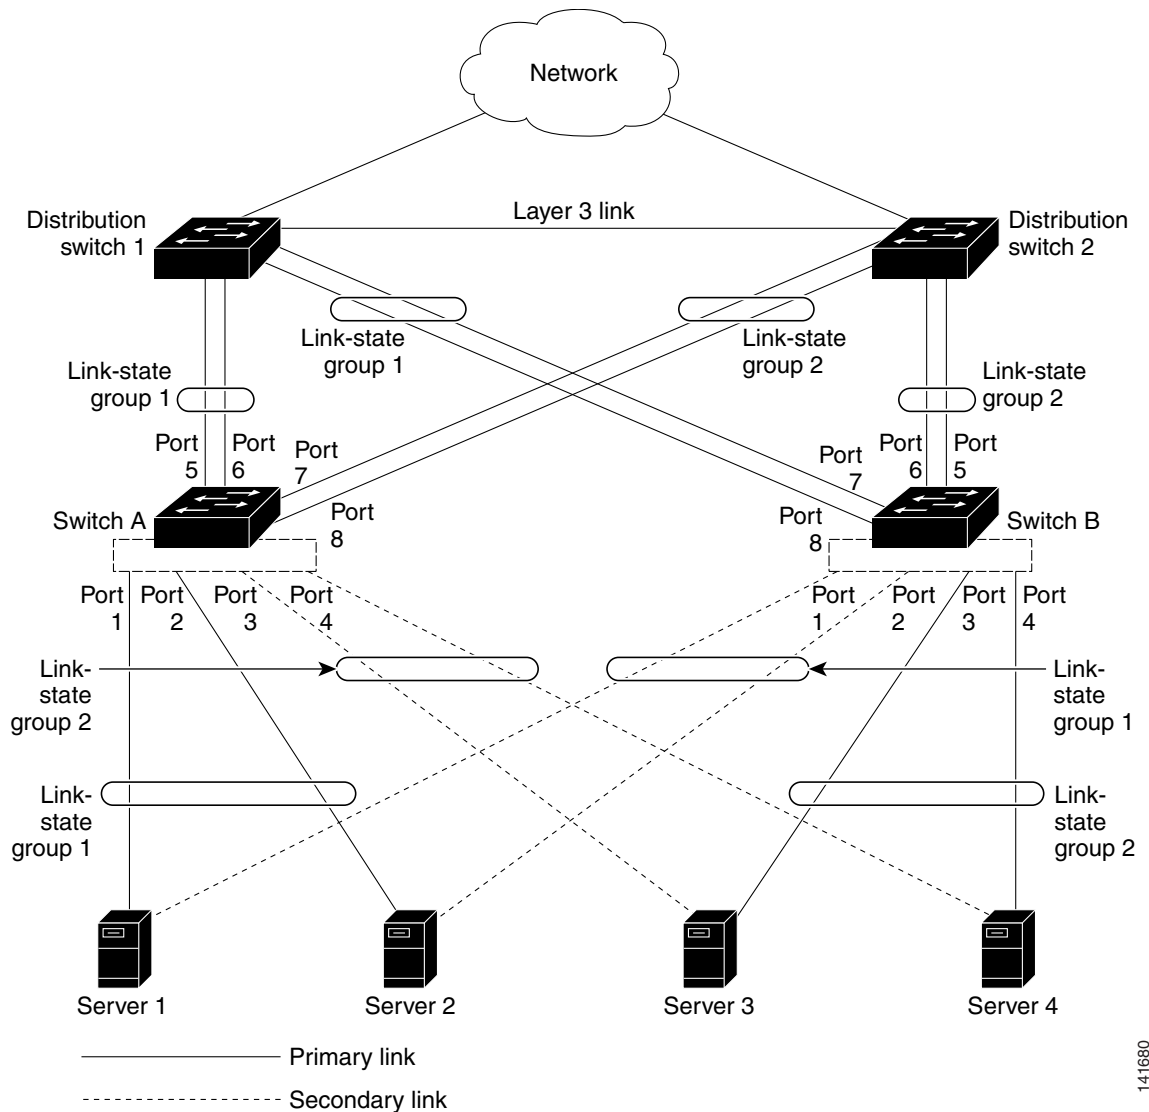 Network
Layer 3 link
Distribution
switch 1
Distribution
switch 2
Link-state
group 1
Link-state
group 2
Link-state
group 1
Link-state
group 2
Port
5
Port
6
Port
7
Port
8
Port
7
Port
6
Port
5
Port
8
Switch A
Switch B
Port
1
Port
2
Port
3
Port
4
Port
1
Port
2
Port
3
Port
4
Link-
state
group 2
Link-
state
group 1
Link-
state
group 1
Link-
state
group 2
Server 1
Server 2
Server 3
Server 4
Primary link
Secondary link
141680